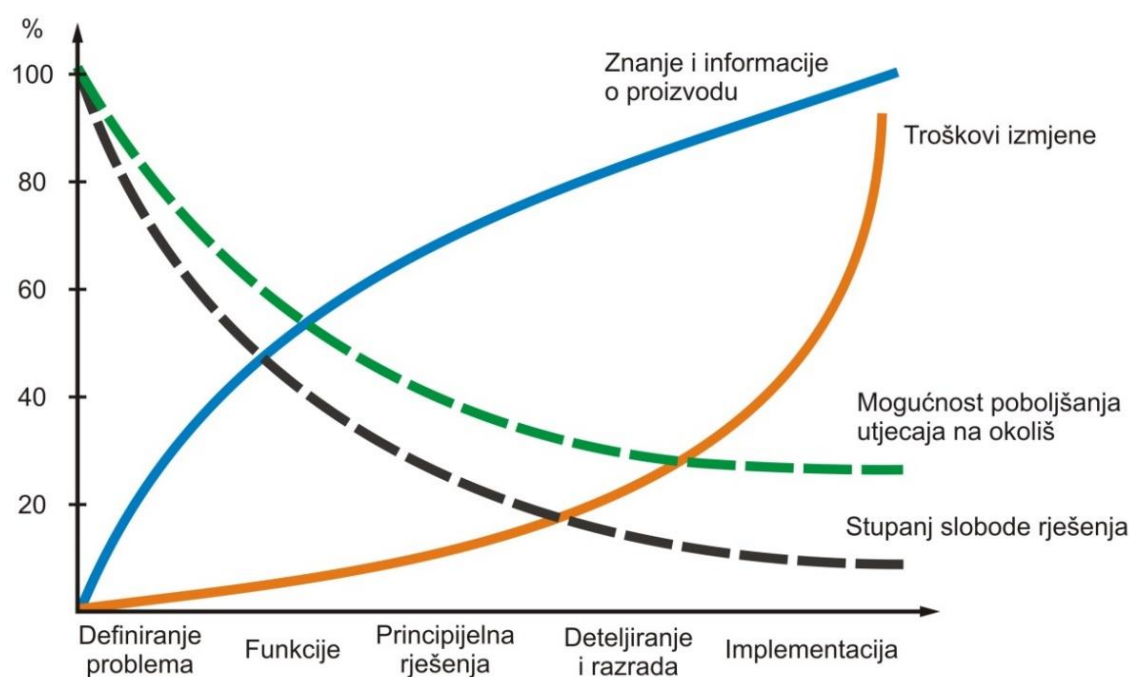 %
100
80
60
40
20
Znanje i informacije
o proizvodu
Troškovi izmjene
Mogućnost poboljšanja
utjecaja na okoliš
Stupanj slobode rješenja
Definiranje
problema
Funkcije
Principijelna
rješenja
Deteljiranje
i razrada
Implementacija